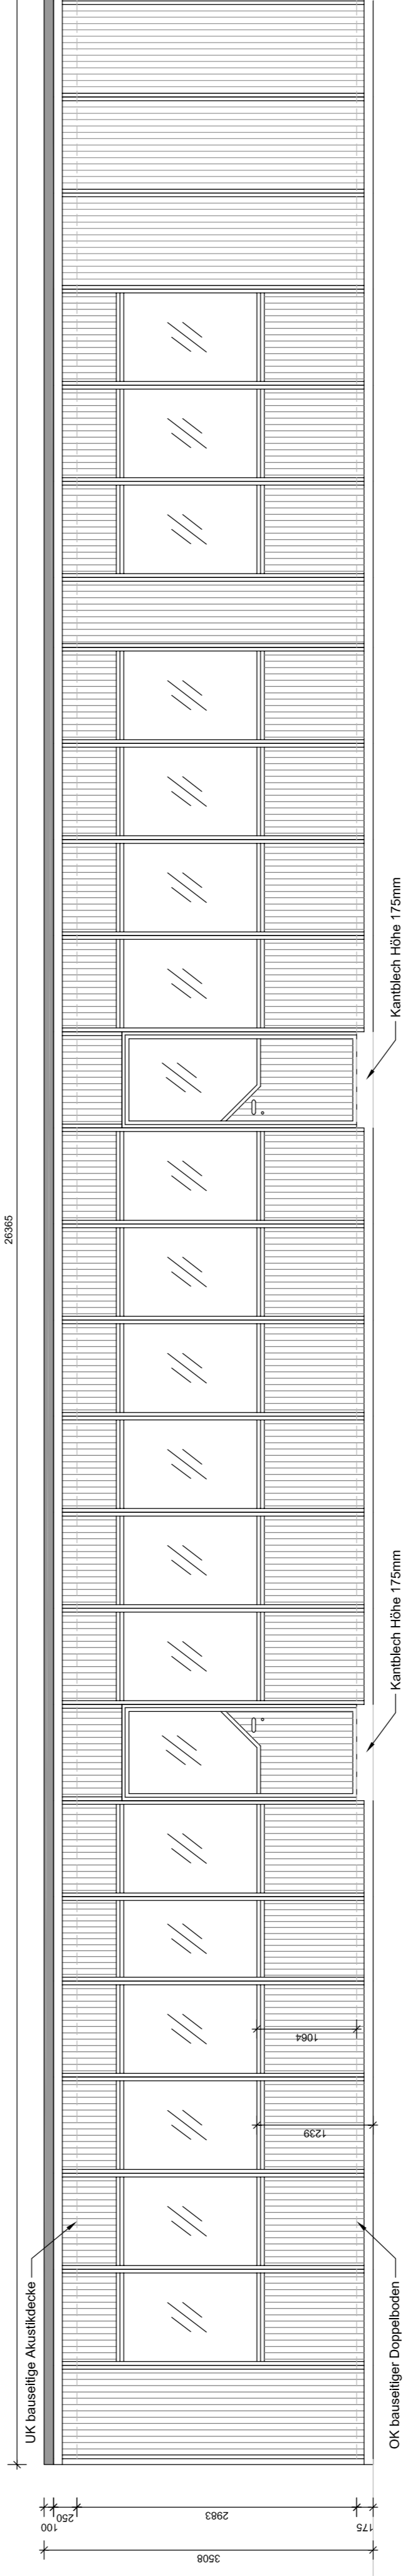 26365
UK bauseitige Akustikdecke
Kantblech Höhe 175mm
Kantblech Höhe 175mm
OK bauseitiger Doppelboden
1064
1239
100
250
2983
175
3508